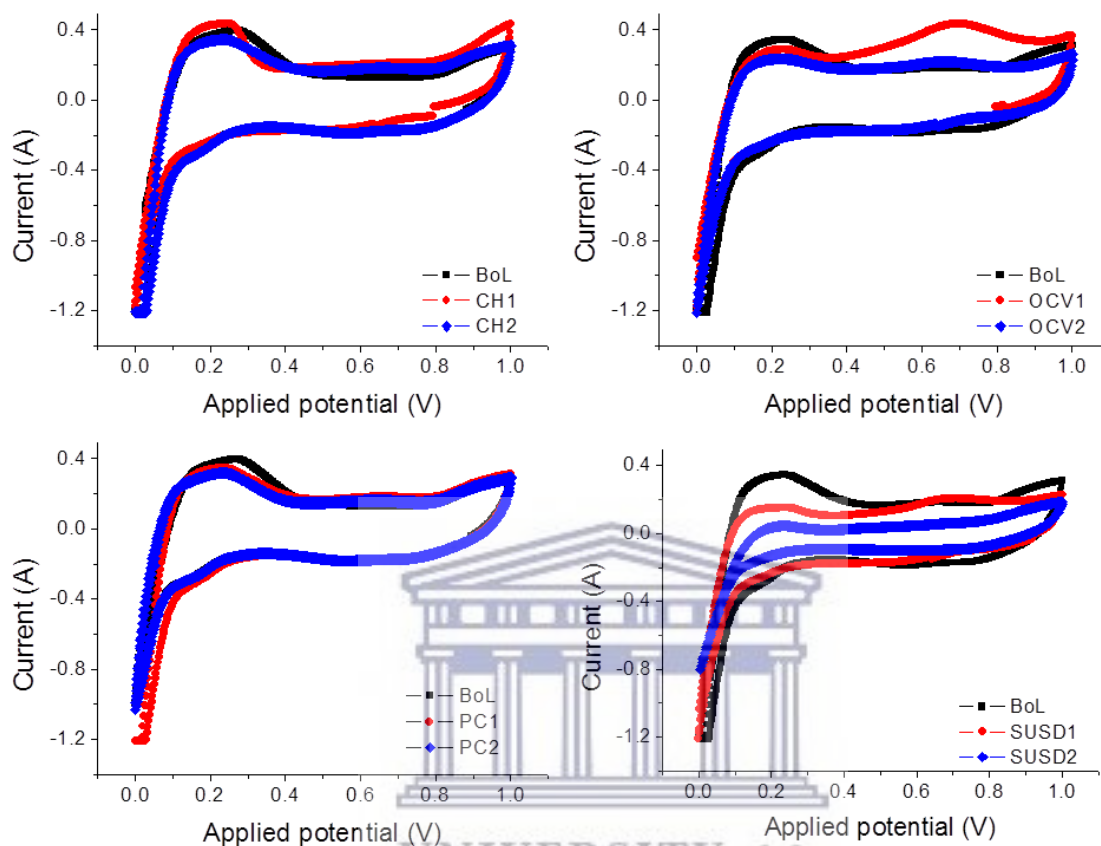 0.4
0.0
-0.4
-0.8
-1.2
Current (A)
BoL
CH1
CH2
0.0 0.2 0.4 0.6 0.8 1.0
Applied potential (V)
0.4
0.0
-0.4
-0.8
-1.2
Current (A)
BoL
OCV1
OCV2
0.0 0.2 0.4 0.6 0.8 1.0
Applied potential (V)
0.4
0.0
-0.4
-0.8
-1.2
Current (A)
BoL
PC1
PC2
0.0 0.2 0.4 0.6 0.8 1.0
Applied potential (V)
0.4
0.0
-0.4
-0.8
-1.2
Current (A)
BoL
SUSD1
SUSD2
0.0 0.2 0.4 0.6 0.8 1.0
Applied potential (V)